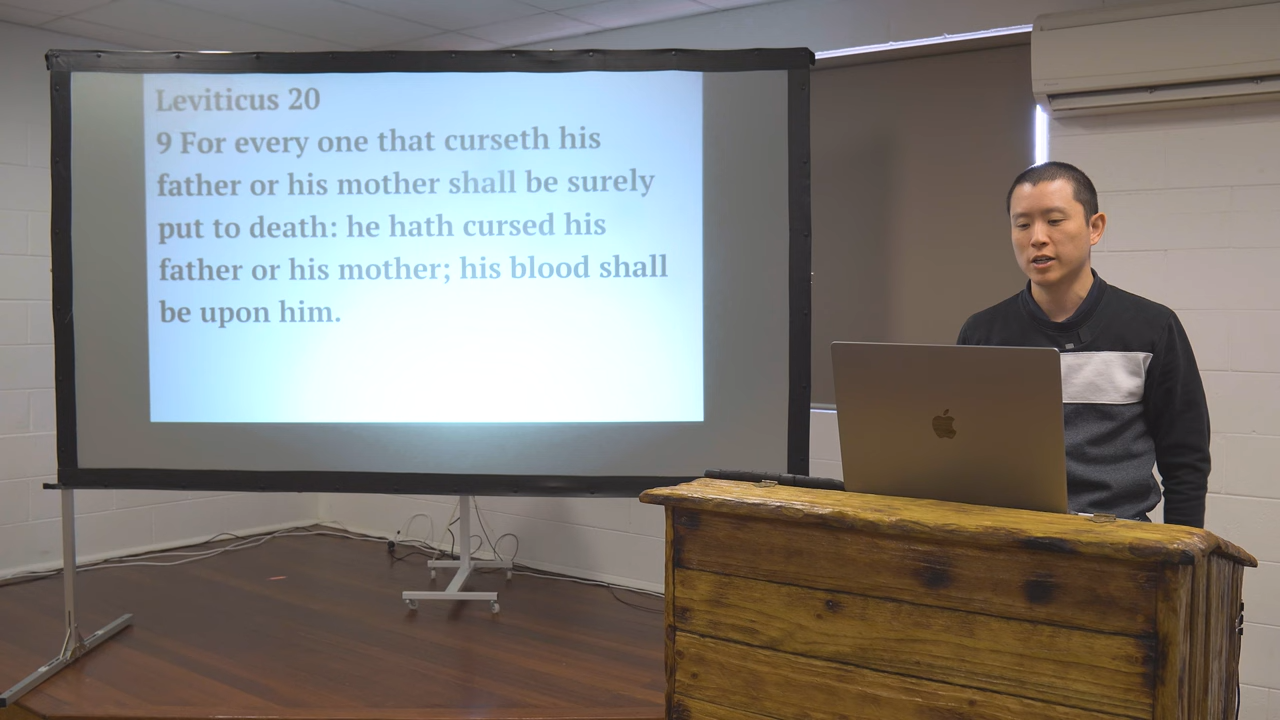 Leviticus 20
9 For every one that curseth his
father or his mother shall be surely
put to death: he hath cursed his
father or his mother; his blood shall
be upon him.